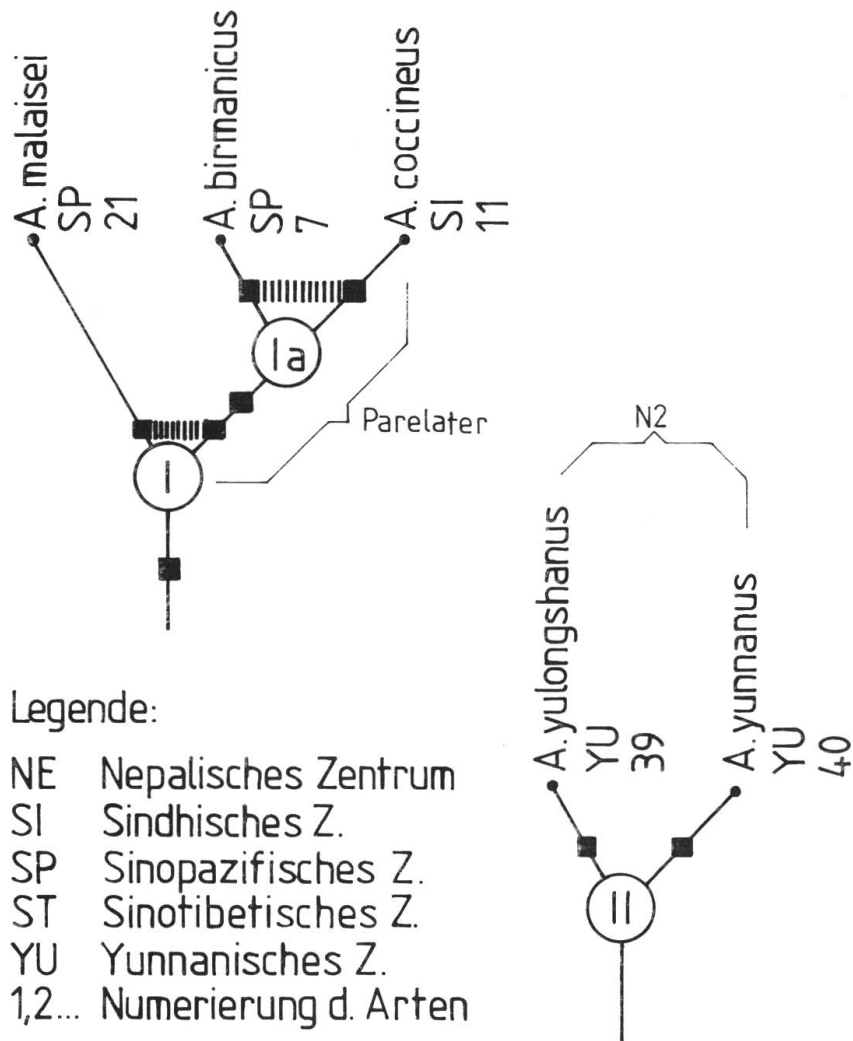 A. malaisei
SP
21
A. birmanicus
SP
7
A. coccineus
SI
11
Ia
I
Parelater
N2
A. yulongshanus
YU
39
A. yunnanus
YU
40
II
Legende:
NE Nepalisches Zentrum
SI Sindhisches Z.
SP Sinopazifisches Z.
ST Sinotibetisches Z.
YU Yunnanisches Z.
1,2... Numerierung d. Arten